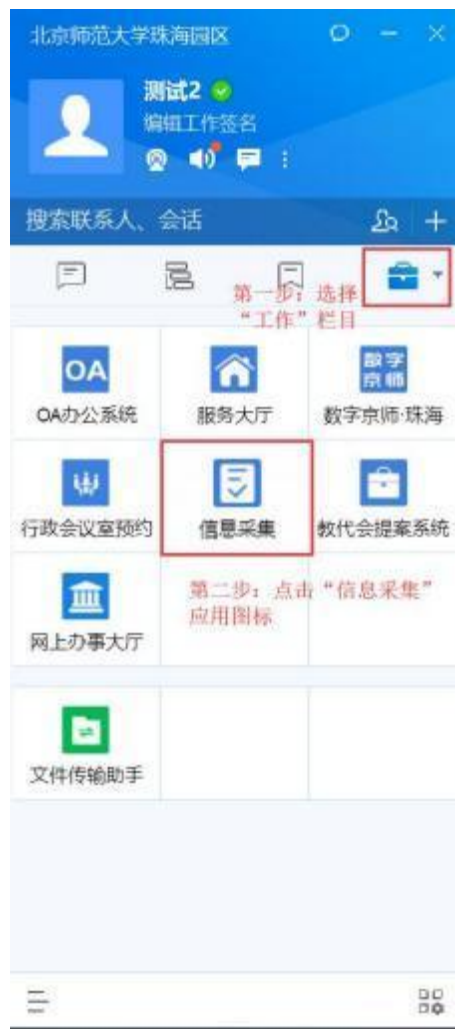 北京师范大学珠海园区
测试2
编辑工作签名
搜索联系人、会话
第一步：选择
“工作”栏目
OA
数字
京师
OA办公系统
服务大厅
数字京师·珠海
行政会议室预约
信息采集
教代会提案系统
第二步：点击“信息采集”
应用图标
网上办事大厅
文件传输助手